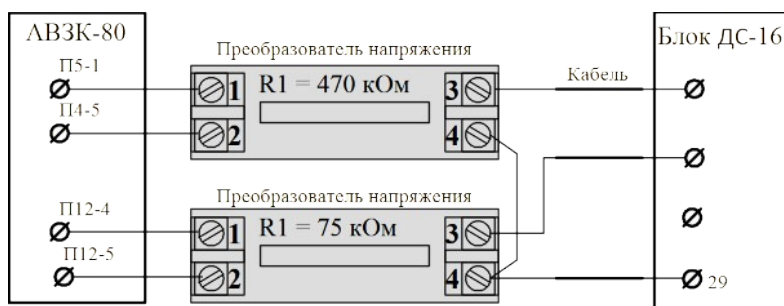 АВЗК-80
Блок ДС-16
Преобразователь напряжения
П5-1
1
R1 = 470 кОм
3
Кабель
П4-5
2
4
Преобразователь напряжения
П12-4
1
R1 = 75 кОм
3
П12-5
2
4
29